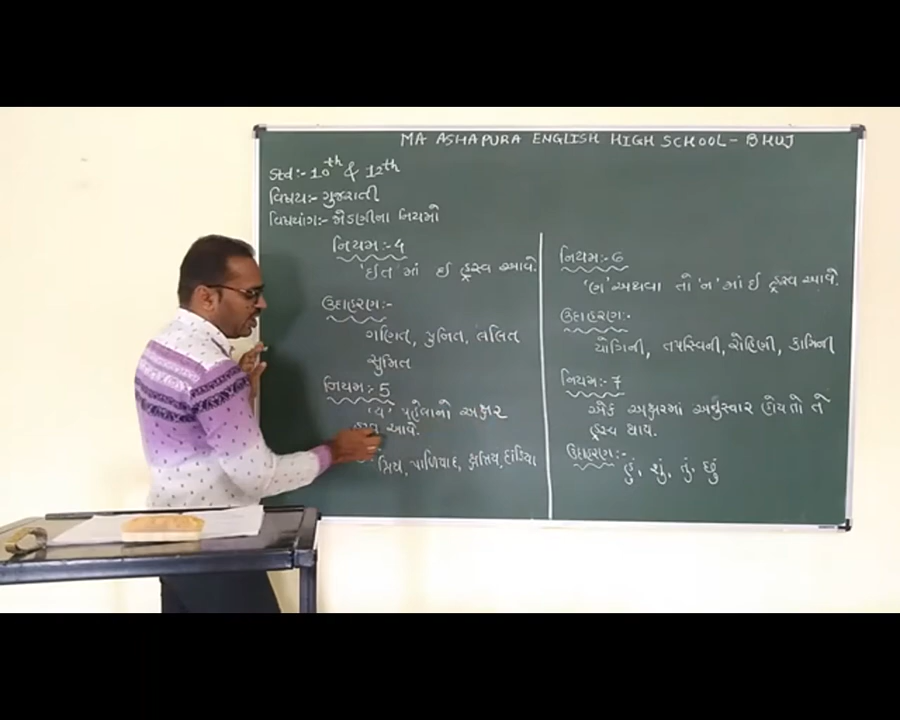 MA ASHAPURA ENGLISH HIGH SCHOOL - BHUJ
Std:- 10th & 12th
વિષય:- ગુજરાતી
વિષયાંગ:- જોડણીના નિયમો
નિયમ:- 4
'ઈત' માં ઈ હ્રસ્વ આવે.
ઉદાહરણ:-
ગણિત, પુનિત, લલિત
સુમિત
નિયમ:- 5
'ય' પહેલાનો અક્ષર
હ્રસ્વ આવે.
પ્રિય, ક્ષત્રિય, દાંડિયા
નિયમ:- 6
'ણ' અથવા તો 'ન' માં ઈ હ્રસ્વ આવે.
ઉદાહરણ:-
યોગિની, તપસ્વિની, રોહિણી,
નિયમ:- 7
એક અક્ષરમાં અનુસ્વાર હોય તો તે
હ્રસ્વ થાય.
ઉદાહરણ:-
હું, શું, તું, છું